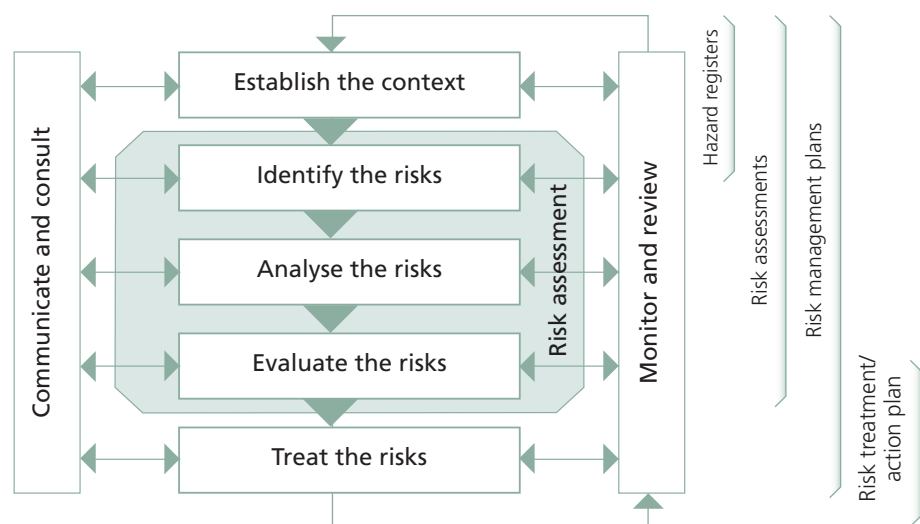 Communicate and consult
Establish the context
Identify the risks
Analyse the risks
Evaluate the risks
Treat the risks
Risk assessment
Monitor and review
Hazard registers
Risk assessments
Risk management plans
Risk treatment/
action plan